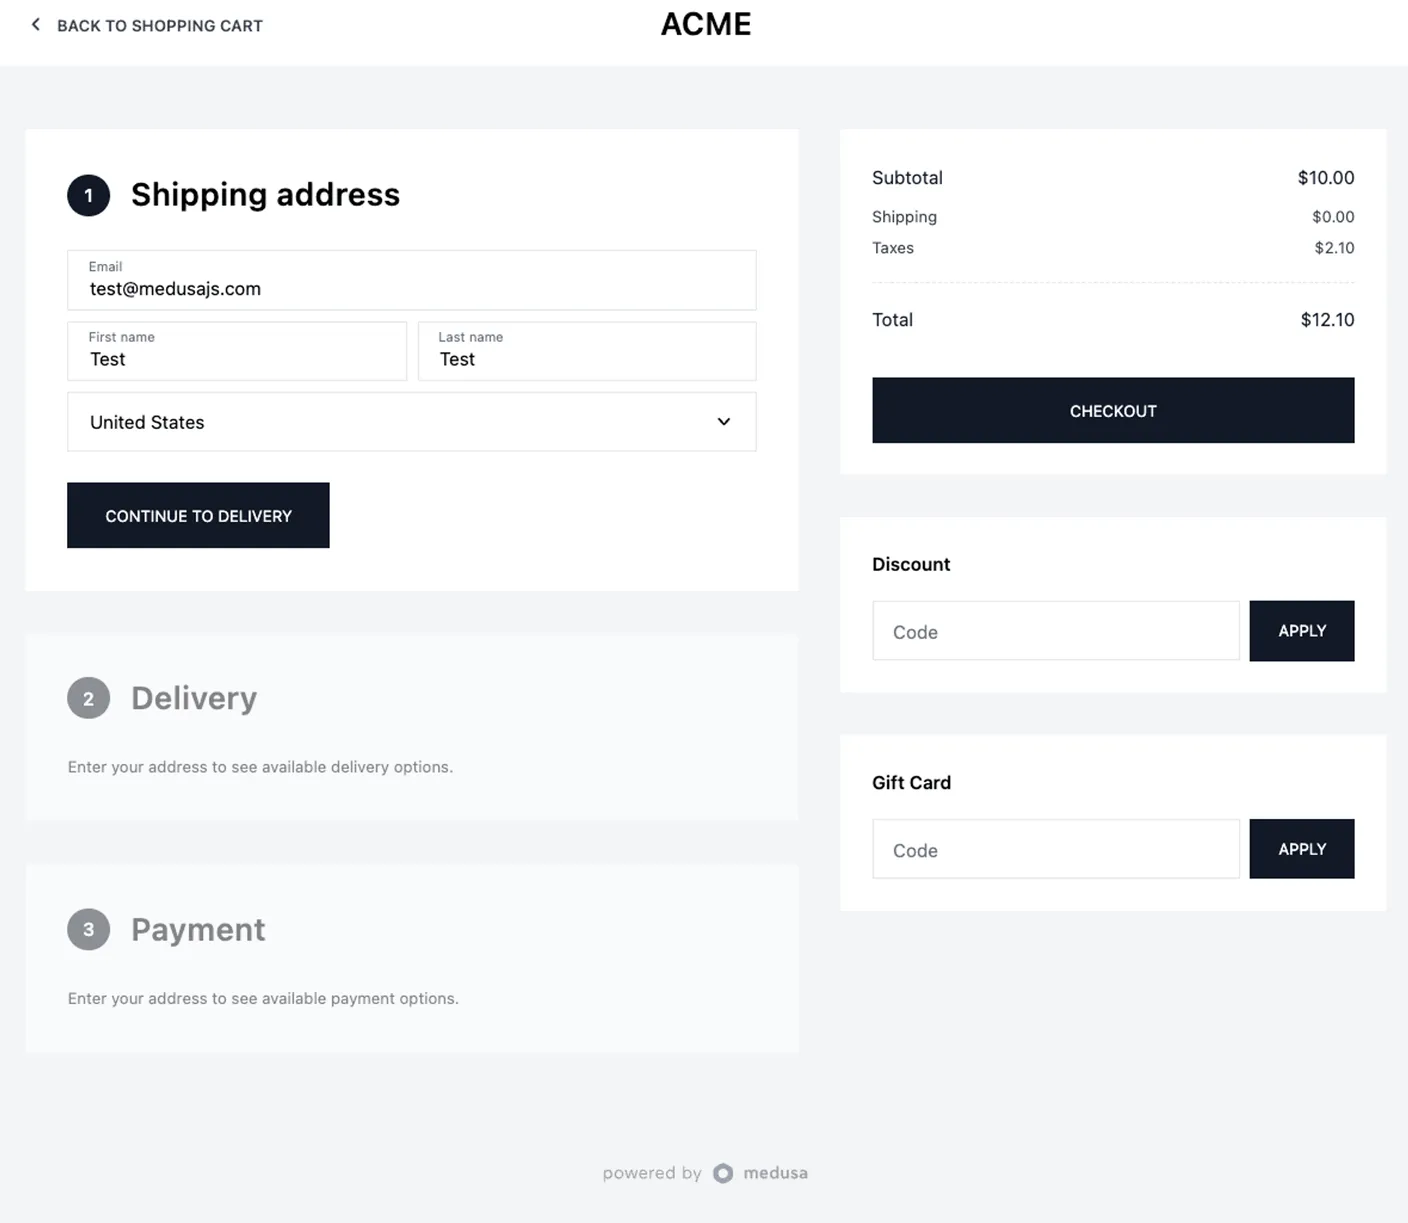 BACK TO SHOPPING CART
ACME
1 Shipping address
Email
test@medusajs.com
First name
Test
Last name
Test
United States
CONTINUE TO DELIVERY
2 Delivery
Enter your address to see available delivery options.
3 Payment
Enter your address to see available payment options.
Subtotal $10.00
Shipping $0.00
Taxes $2.10
Total $12.10
CHECKOUT
Discount
Code
APPLY
Gift Card
Code
APPLY
powered by medusa